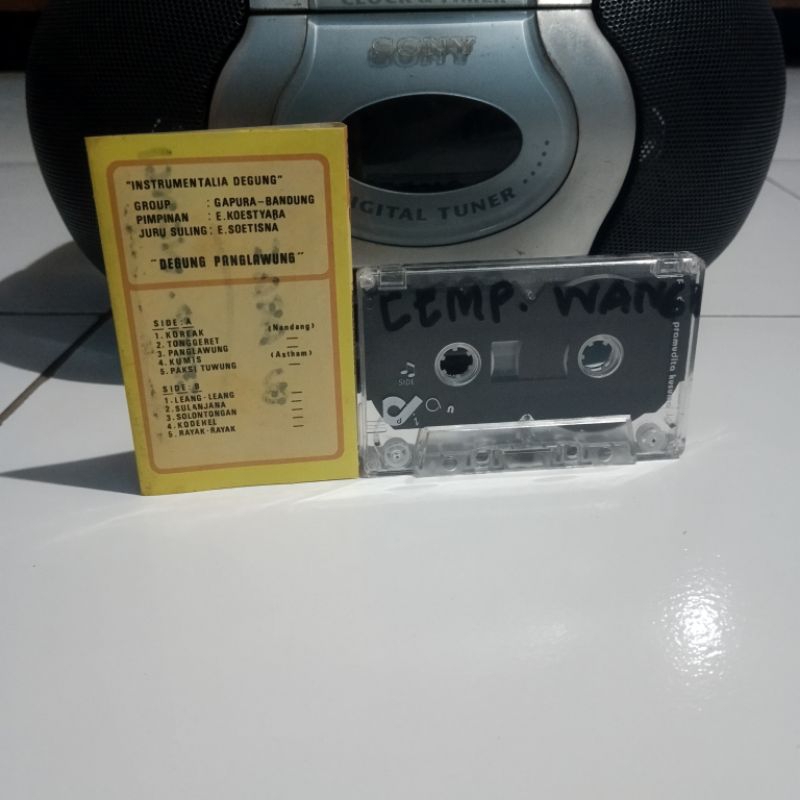 CLOCK & TIMER
SONY
DIGITAL TUNER
"INSTRUMENTALIA DEGUNG"
GROUP : GAPURA-BANDUNG
PIMPINAN : E.KOESTYARA
JURU SULING : E.SOETISNA
"DEGUNG PANGLAWUNG"
SIDE: A
1. KOREAK (Nandang)
2. TONGGERET —
3. PANGLAWUNG —
4. KUMIS (Astham)
5. PAKSI TUWUNG —
SIDE: B
1. LEANG-LEANG —
2. SULANJANA —
3. SOLONTONGAN —
4. KODEHEL —
5. RAYAK-RAYAK —
CEMP. WANGI
SIDE
pramudita